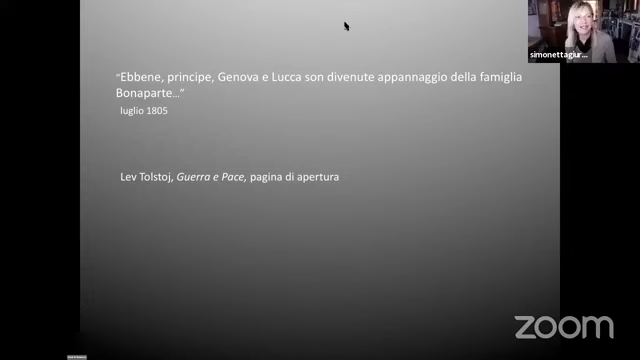 simonettagiur...
“Ebbene, principe, Genova e Lucca son divenute appannaggio della famiglia
Bonaparte…”
luglio 1805
Lev Tolstoj, Guerra e Pace, pagina di apertura
zoom